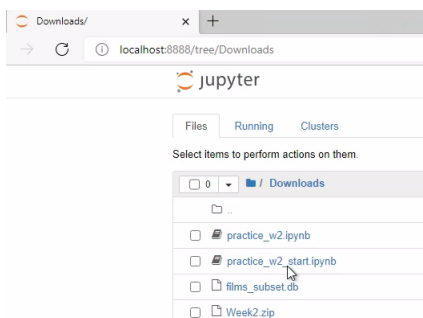 Downloads/
localhost:8888/tree/Downloads
jupyter
Files Running Clusters
Select items to perform actions on them.
0 / Downloads
..
practice_w2.ipynb
practice_w2_start.ipynb
films_subset.db
Week2.zip